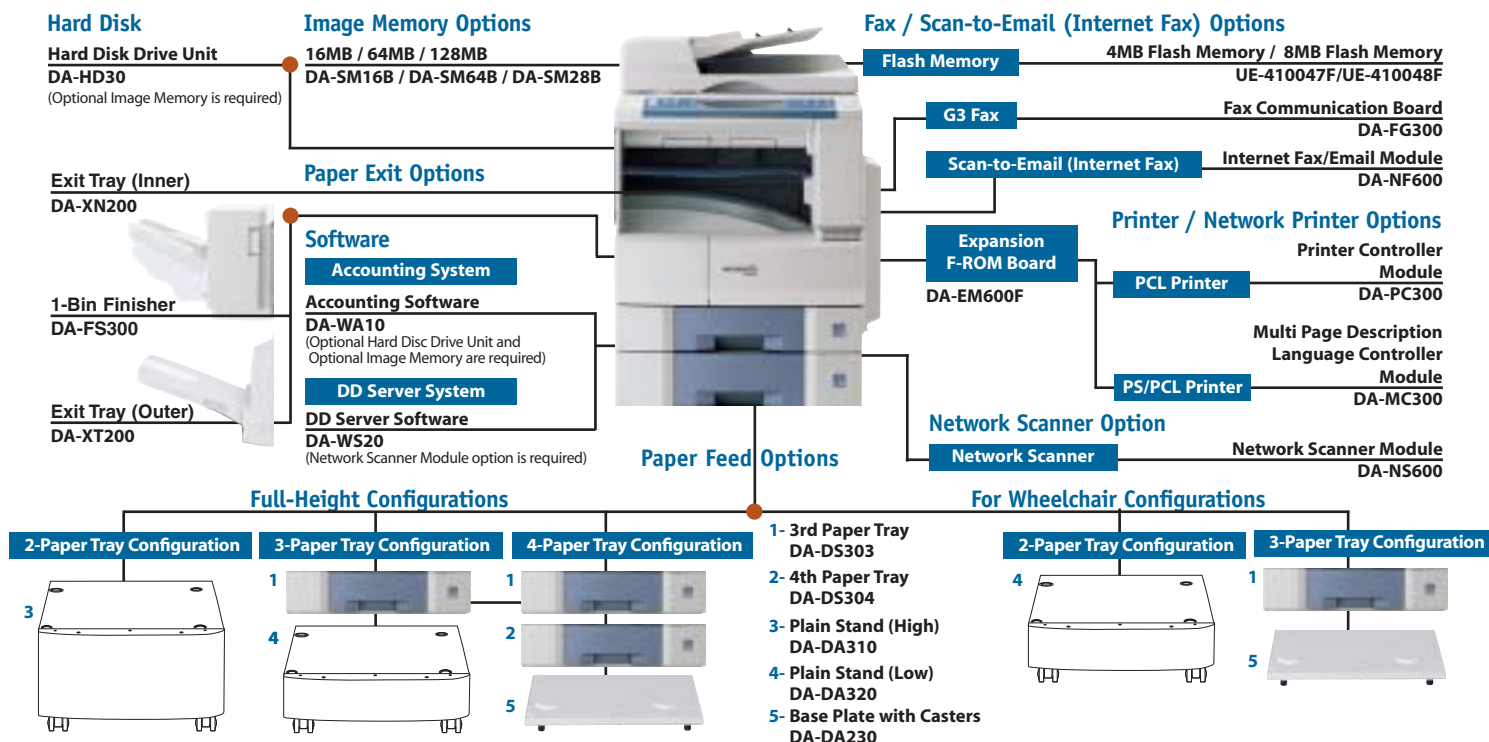 Hard Disk
Hard Disk Drive Unit
DA-HD30
(Optional Image Memory is required)
Image Memory Options
16MB / 64MB / 128MB
DA-SM16B / DA-SM64B / DA-SM28B
Exit Tray (Inner)
DA-XN200
Paper Exit Options
1-Bin Finisher
DA-FS300
Exit Tray (Outer)
DA-XT200
Software
Accounting System
Accounting Software
DA-WA10
(Optional Hard Disc Drive Unit and
Optional Image Memory are required)
DD Server System
DD Server Software
DA-WS20
(Network Scanner Module option is required)
Fax / Scan-to-Email (Internet Fax) Options
Flash Memory
4MB Flash Memory / 8MB Flash Memory
UE-410047F/UE-410048F
G3 Fax
Fax Communication Board
DA-FG300
Scan-to-Email (Internet Fax)
Internet Fax/Email Module
DA-NF600
Printer / Network Printer Options
Expansion
F-ROM Board
DA-EM600F
PCL Printer
Printer Controller
Module
DA-PC300
PS/PCL Printer
Multi Page Description
Language Controller
Module
DA-MC300
Network Scanner Option
Network Scanner
Network Scanner Module
DA-NS600
Paper Feed Options
Full-Height Configurations
2-Paper Tray Configuration
3
3-Paper Tray Configuration
1
4
4-Paper Tray Configuration
1
2
5
1- 3rd Paper Tray
DA-DS303
2- 4th Paper Tray
DA-DS304
3- Plain Stand (High)
DA-DA310
4- Plain Stand (Low)
DA-DA320
5- Base Plate with Casters
DA-DA230
For Wheelchair Configurations
2-Paper Tray Configuration
4
3-Paper Tray Configuration
1
5